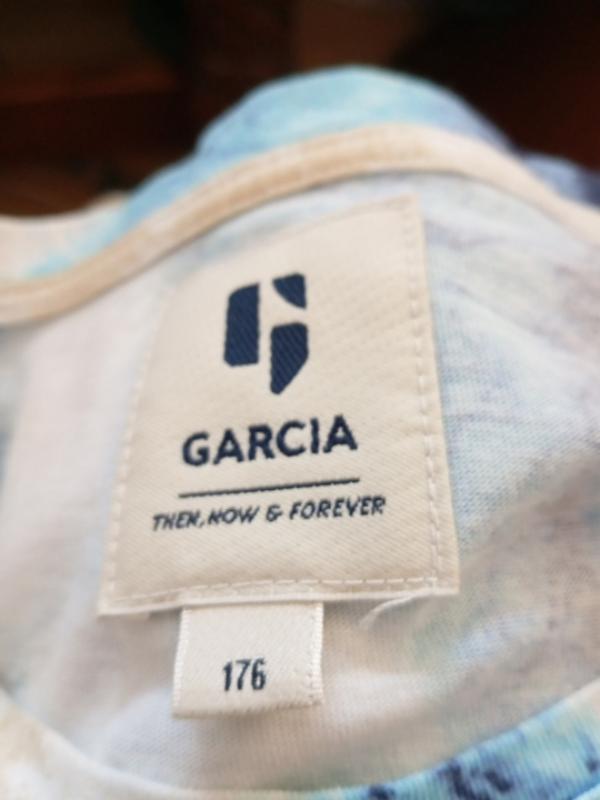 GARCIA
THEN, NOW & FOREVER
176